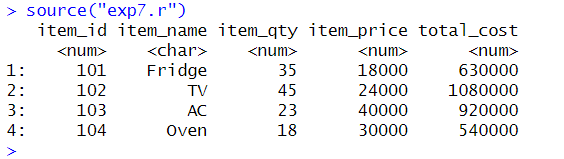 > source("exp7.r")
item_id item_name item_qty item_price total_cost
<num> <char> <num> <num> <num>
1: 101 Fridge 35 18000 630000
2: 102 TV 45 24000 1080000
3: 103 AC 23 40000 920000
4: 104 Oven 18 30000 540000
>